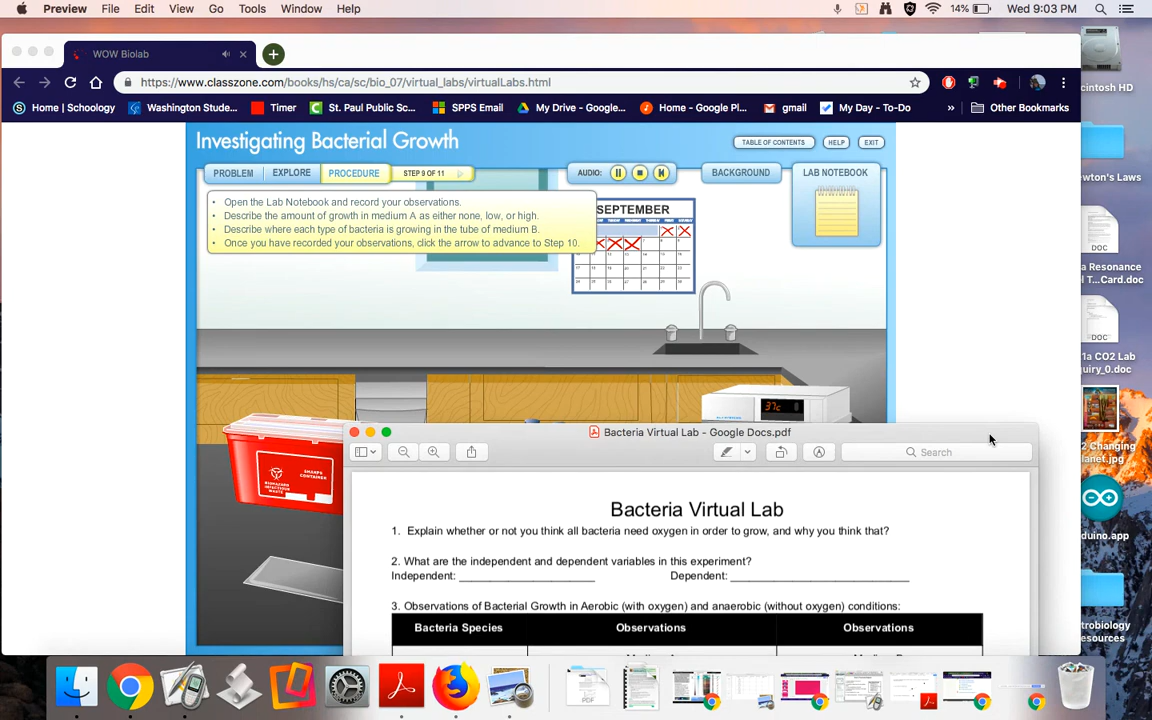 Preview File Edit View Go Tools Window Help 14% Wed 9:03 PM
WOW Biolab
https://www.classzone.com/books/hs/ca/sc/bio_07/virtual_labs/virtualLabs.html
Home | Schoology Washington Stude... Timer St. Paul Public Sc... SPPS Email My Drive - Google... Home - Google Pl... gmail My Day - To-Do » Other Bookmarks
Investigating Bacterial Growth
TABLE OF CONTENTS HELP EXIT
PROBLEM EXPLORE PROCEDURE STEP 9 OF 11 AUDIO: BACKGROUND LAB NOTEBOOK
• Open the Lab Notebook and record your observations.
• Describe the amount of growth in medium A as either none, low, or high.
• Describe where each type of bacteria is growing in the tube of medium B.
• Once you have recorded your observations, click the arrow to advance to Step 10.
SEPTEMBER
37c
SHARPS
CONTAINER
Bacteria Virtual Lab - Google Docs.pdf
Search
Bacteria Virtual Lab
1. Explain whether or not you think all bacteria need oxygen in order to grow, and why you think that?
2. What are the independent and dependent variables in this experiment?
Independent: ____________________ Dependent: ____________________
3. Observations of Bacterial Growth in Aerobic (with oxygen) and anaerobic (without oxygen) conditions:
Bacteria Species Observations Observations
cintosh HD
ewton's Laws
DOC
a Resonance
l T...Card.doc
DOC
1a CO2 Lab
quiry_0.doc
2 Changing
lanet.jpg
duino.app
trobiology
esources
PDF